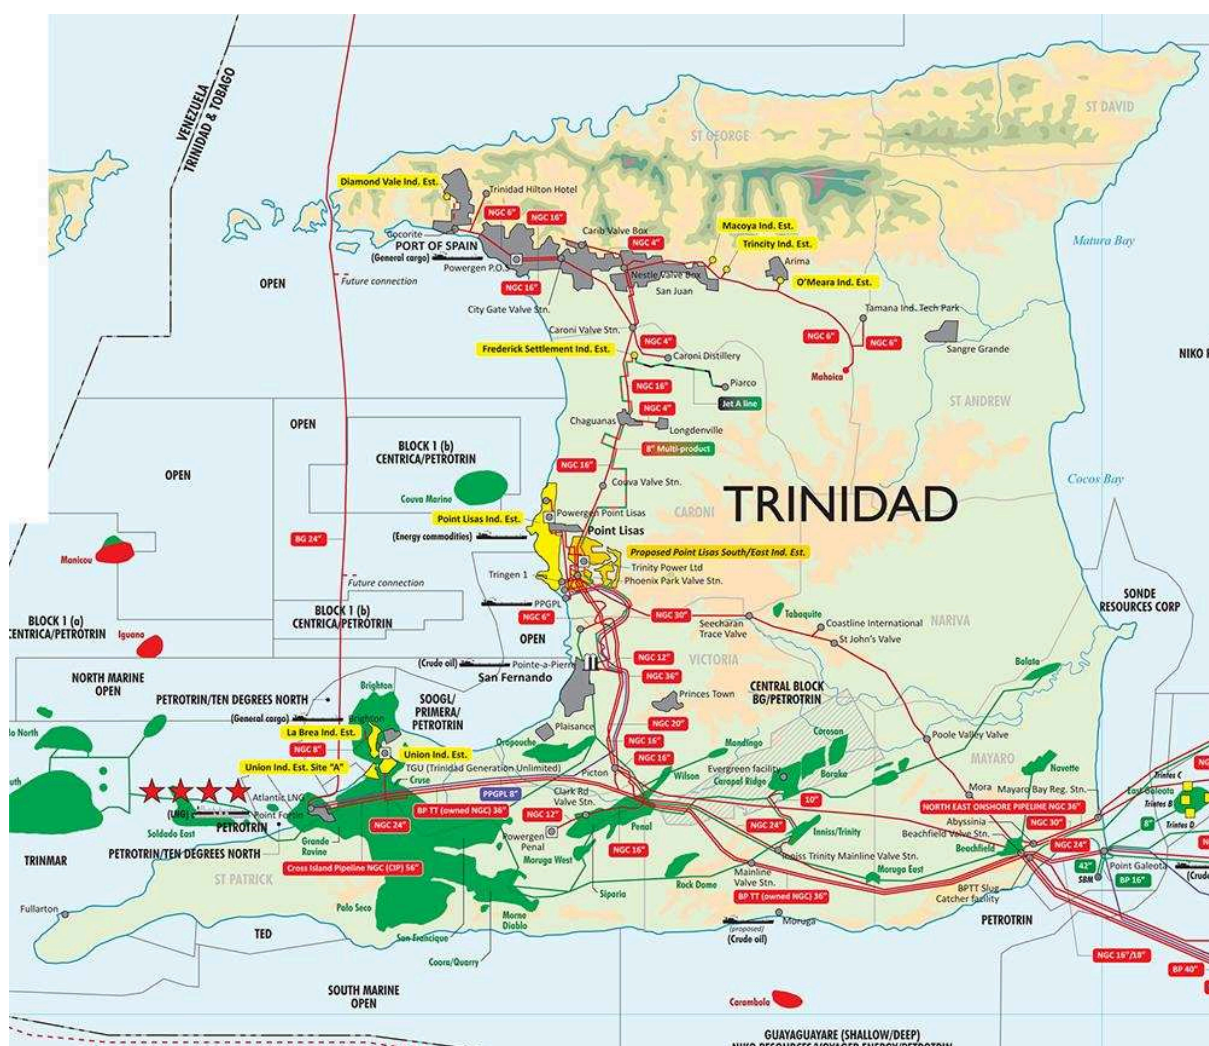 VENEZUELA
TRINIDAD & TOBAGO
ST DAVID
ST GEORGE
Diamond Vale Ind. Est.
Trinidad Hilton Hotel
NGC 6"
NGC 16"
Carib Valve Box
Macoya Ind. Est.
Cocorite
NGC 4"
Trincity Ind. Est.
Matura Bay
PORT OF SPAIN
(General cargo)
Powergen P.O.S
Nestle Valve Box
Arima
OPEN
Future connection
NGC 16"
San Juan
O'Meara Ind. Est.
City Gate Valve Stn.
Tamana Ind. Tech Park
Caroni Valve Stn.
NGC 6"
NGC 6"
Frederick Settlement Ind. Est.
NGC 4"
Caroni Distillery
Sangre Grande
Mahaica
NGC 16"
Piarco
Jet A line
ST ANDREW
NGC 4"
Chaguanas
Longdenville
OPEN
BLOCK 1 (b)
CENTRICA/PETROTRIN
8" Multi-product
NGC 16"
OPEN
Couva Valve Stn.
Cocos Bay
Couva Marine
TRINIDAD
Powergen Point Lisas
CARONI
Point Lisas Ind. Est.
Point Lisas
(Energy commodities)
BG 24"
Proposed Point Lisas South/East Ind. Est.
Manicou
Trinity Power Ltd
Tringen 1
Phoenix Park Valve Stn.
Future connection
PPGPL
SONDE
RESOURCES CORP
BLOCK 1 (b)
CENTRICA/PETROTRIN
NGC 6"
NGC 30"
Tabaquite
Seecharan
Trace Valve
Coastline International
NARIVA
BLOCK 1 (a)
CENTRICA/PETROTRIN
Iguana
OPEN
St John's Valve
NGC 12"
VICTORIA
(Crude oil)
Pointe-a-Pierre
NGC 36"
Balata
NORTH MARINE
OPEN
San Fernando
Brighton
CENTRAL BLOCK
BG/PETROTRIN
PETROTRIN/TEN DEGREES NORTH
SOOGL/
PRIMERA/
PETROTRIN
Princes Town
(General cargo)
Brighton
NGC 20"
Plaisance
La Brea Ind. Est.
NGC 16"
Corosan
Poole Valley Valve
NGC 8"
Union Ind. Est.
Oropouche
Mandingo
NGC 16"
MAYARO
Union Ind. Est. Site "A"
TGU (Trinidad Generation Unlimited)
Evergreen facility
Navette
Cruse
Picton
Wilson
Carapal Ridge
Barake
Mora
Mayaro Bay Reg. Stn.
Trintes C
East Galeota
Atlantic LNG
PPGPL 8"
Clark Rd
Valve Stn.
10"
Trintes B
NORTH EAST ONSHORE PIPELINE NGC 36"
Point Fortin
BP TT (owned NGC) 36"
Abyssinia
NGC 30"
Soldado East
PETROTRIN
NGC 24"
NGC 12"
Penal
NGC 24"
Inniss/Trinity
Beachfield Valve Stn.
8"
Trintes D
Powergen
Penal
NGC 24"
Grande
Ravine
NGC 16"
Inniss Trinity Mainline Valve Stn.
Beachfield
PETROTRIN/TEN DEGREES NORTH
Moruga West
TRINMAR
Cross Island Pipeline NGC (CIP) 56"
Mainline
Valve Stn.
Moruga East
42"
Point Galeota
SBM
BP 16"
ST PATRICK
Rock Dome
Siparia
BPTT Slug
Catcher facility
BP TT (owned NGC) 36"
Fullarton
Palo Seco
Morne
Diablo
Moruga
PETROTRIN
(proposed)
(Crude oil)
TED
San Francique
Coora/Quarry
NGC 16"/18"
BP 40"
SOUTH MARINE
OPEN
Carambola
GUAYAGUAYARE (SHALLOW/DEEP)